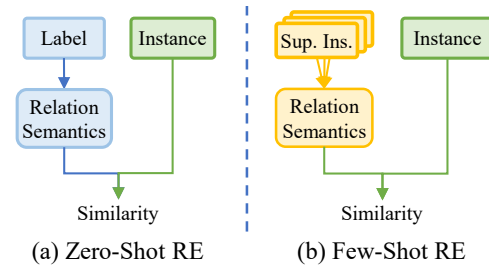 Label
Instance
Relation
Semantics
Similarity
(a) Zero-Shot RE
Sup. Ins.
Instance
Relation
Semantics
Similarity
(b) Few-Shot RE